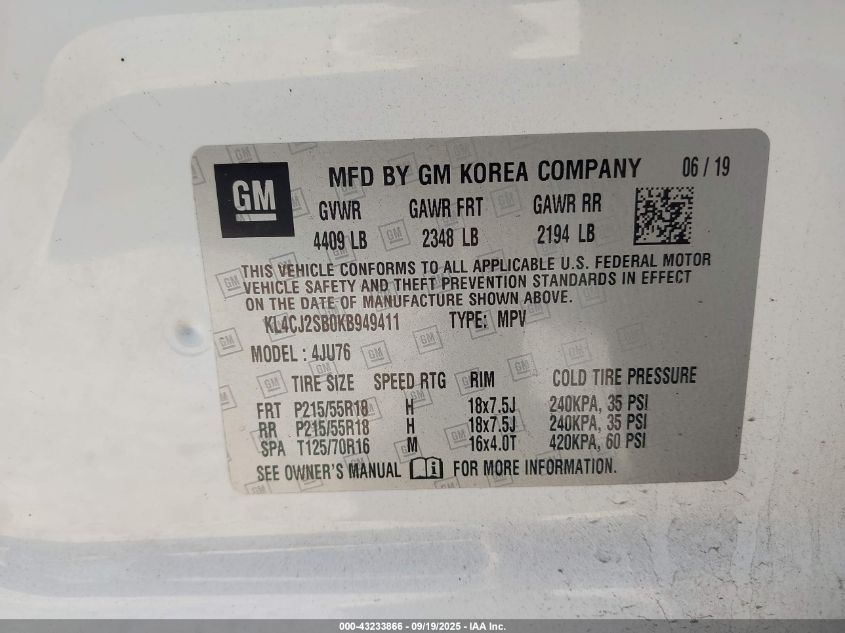 GM
MFD BY GM KOREA COMPANY 06 / 19
GVWR GAWR FRT GAWR RR
4409 LB 2348 LB 2194 LB
THIS VEHICLE CONFORMS TO ALL APPLICABLE U.S. FEDERAL MOTOR
VEHICLE SAFETY AND THEFT PREVENTION STANDARDS IN EFFECT
ON THE DATE OF MANUFACTURE SHOWN ABOVE.
KL4CJ2SB0KB949411 TYPE: MPV
MODEL: 4JU76
TIRE SIZE SPEED RTG RIM COLD TIRE PRESSURE
FRT P215/55R18 H 18x7.5J 240KPA, 35 PSI
RR P215/55R18 H 18x7.5J 240KPA, 35 PSI
SPA T125/70R16 M 16x4.0T 420KPA, 60 PSI
SEE OWNER'S MANUAL FOR MORE INFORMATION.
000-43233866 - 09/19/2025 - IAA Inc.